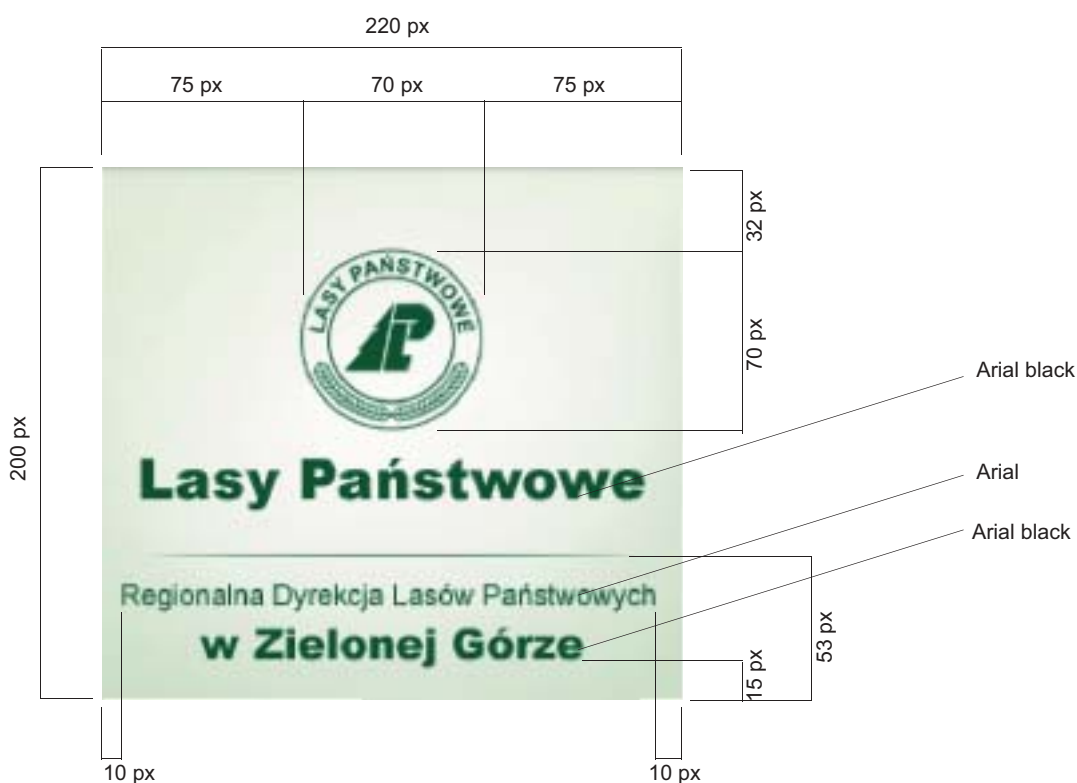 220 px
75 px
70 px
75 px
32 px
LASY PAŃSTWOWE
70 px
Arial black
200 px
Lasy Państwowe
Arial
Arial black
Regionalna Dyrekcja Lasów Państwowych
w Zielonej Górze
53 px
15 px
10 px
10 px